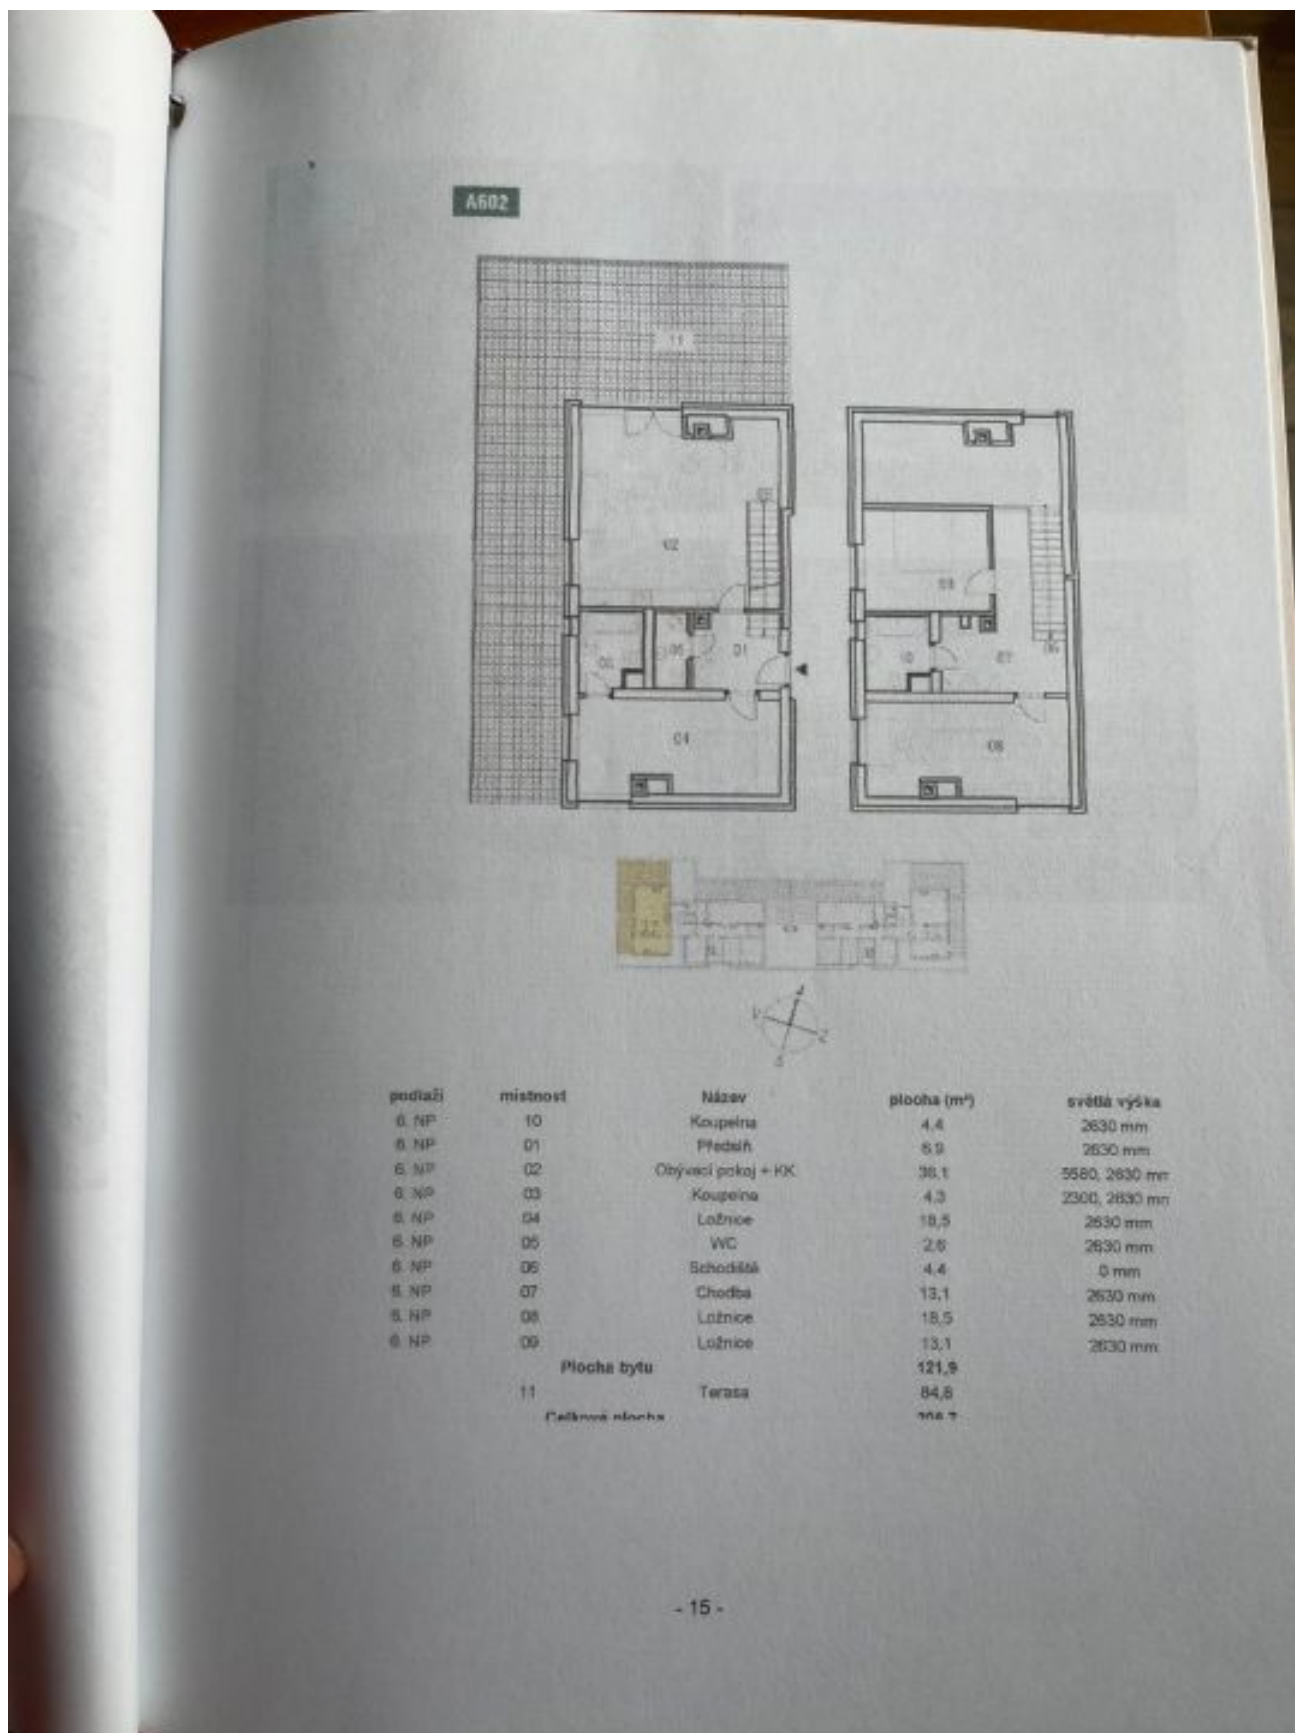 A602
11
02
09
05
01
10
07
06
04
08
podlaží místnost Název plocha (m²) světlá výška
6. NP 10 Koupelna 4,4 2630 mm
6. NP 01 Předsíň 6,9 2630 mm
6. NP 02 Obývací pokoj + KK 36,1 5580, 2630 mm
6. NP 03 Koupelna 4,3 2300, 2630 mm
6. NP 04 Ložnice 18,5 2630 mm
6. NP 05 WC 2,6 2630 mm
6. NP 06 Schodiště 4,4 0 mm
6. NP 07 Chodba 13,1 2630 mm
6. NP 08 Ložnice 18,5 2630 mm
6. NP 09 Ložnice 13,1 2630 mm
Plocha bytu 121,9
11 Terasa 84,8
Celková plocha 206,7
- 15 -